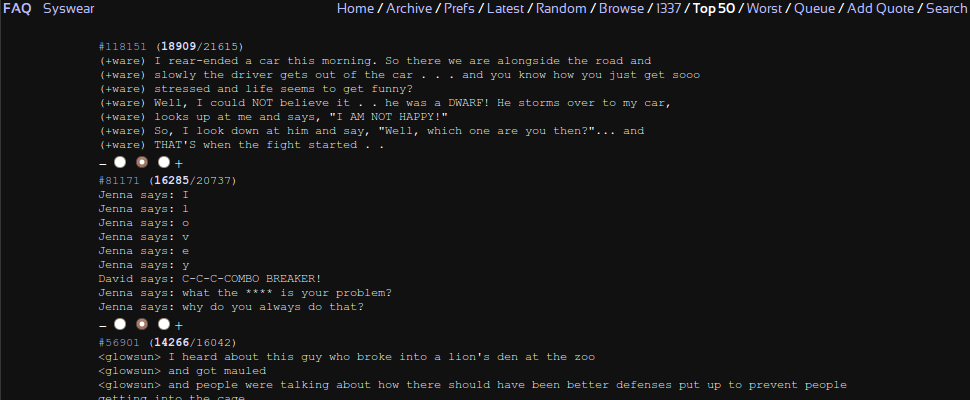 FAQ Syswear Home / Archive / Prefs / Latest / Random / Browse / 1337 / Top 50 / Worst / Queue / Add Quote / Search
#118151 (18909/21615)
(+ware) I rear-ended a car this morning. So there we are alongside the road and
(+ware) slowly the driver gets out of the car . . . and you know how you just get sooo
(+ware) stressed and life seems to get funny?
(+ware) Well, I could NOT believe it . . he was a DWARF! He storms over to my car,
(+ware) looks up at me and says, "I AM NOT HAPPY!"
(+ware) So, I look down at him and say, "Well, which one are you then?"... and
(+ware) THAT'S when the fight started . .
− +
#81171 (16285/20737)
Jenna says: I
Jenna says: l
Jenna says: o
Jenna says: v
Jenna says: e
Jenna says: y
David says: C-C-C-COMBO BREAKER!
Jenna says: what the **** is your problem?
Jenna says: why do you always do that?
− +
#56901 (14266/16042)
<glowsun> I heard about this guy who broke into a lion's den at the zoo
<glowsun> and got mauled
<glowsun> and people were talking about how there should have been better defenses put up to prevent people
getting into the cage